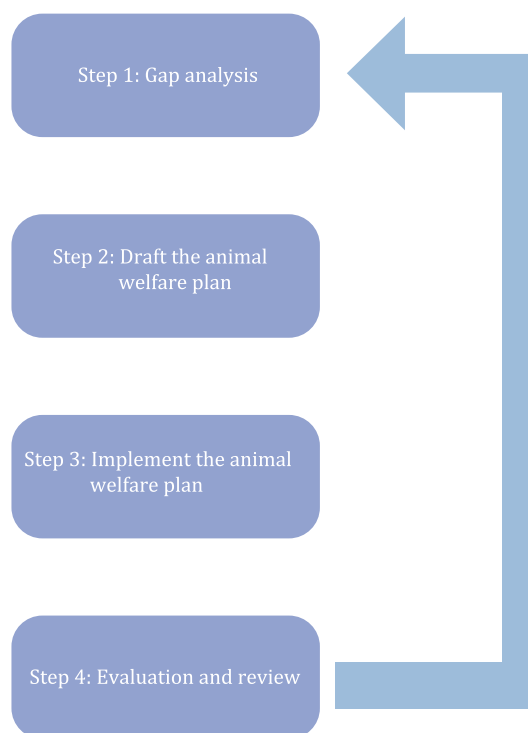 Step 1: Gap analysis
Step 2: Draft the animal
welfare plan
Step 3: Implement the animal
welfare plan
Step 4: Evaluation and review